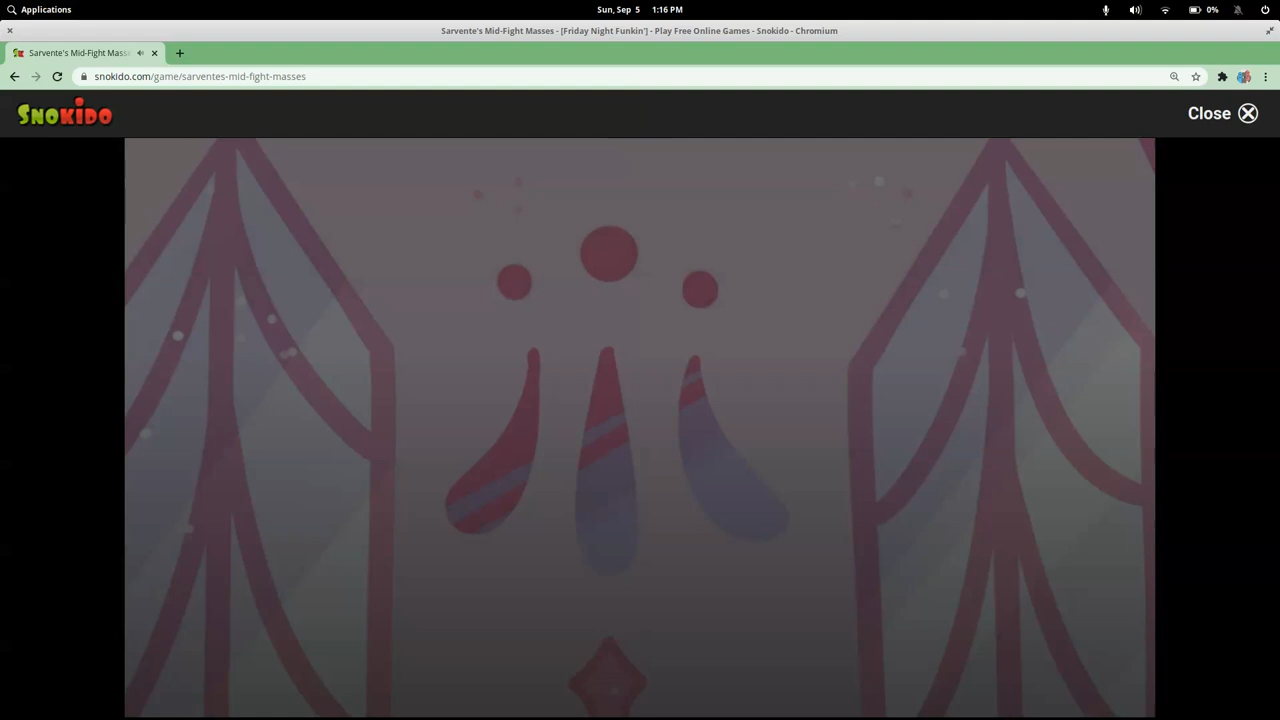 Applications
Sun, Sep 5 1:16 PM
0%
Sarvente's Mid-Fight Masses - [Friday Night Funkin'] - Play Free Online Games - Snokido - Chromium
Sarvente's Mid-Fight Masse
snokido.com/game/sarventes-mid-fight-masses
SNOKIDO
Close